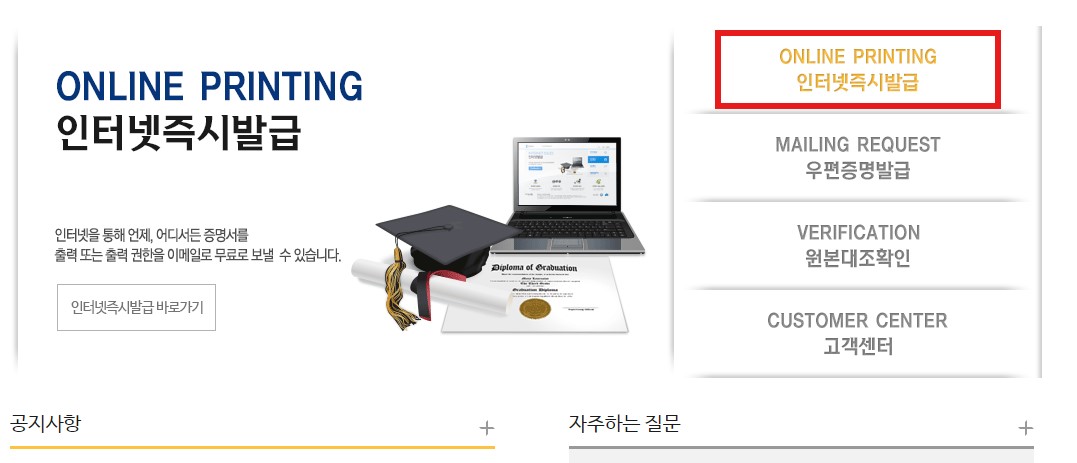 ONLINE PRINTING
인터넷즉시발급
인터넷을 통해 언제, 어디서든 증명서를
출력 또는 출력 권한을 이메일로 무료로 보낼 수 있습니다.
인터넷즉시발급 바로가기
Diploma of Graduation
Graduation Diploma
ONLINE PRINTING
인터넷즉시발급
MAILING REQUEST
우편증명발급
VERIFICATION
원본대조확인
CUSTOMER CENTER
고객센터
공지사항
자주하는 질문